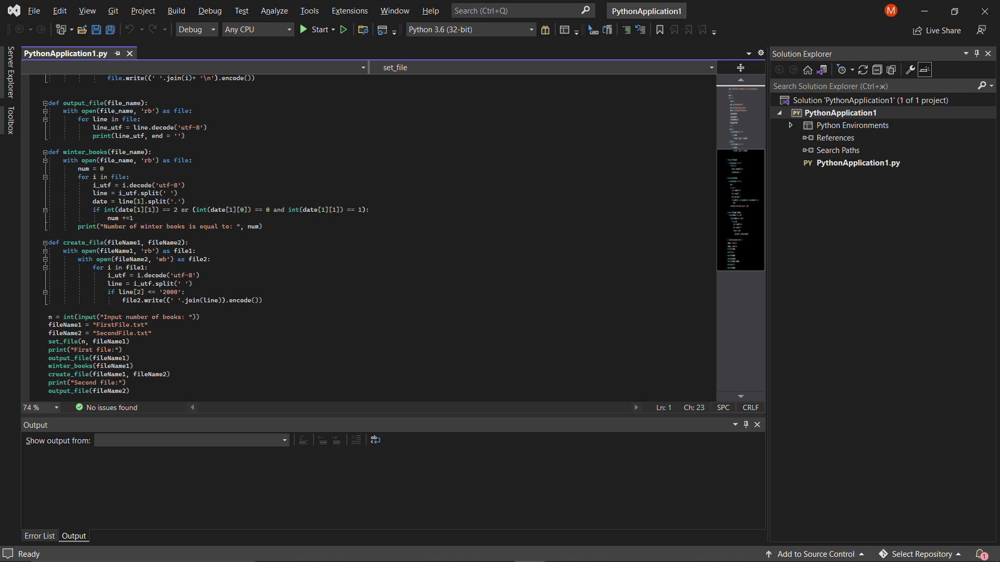 File Edit View Git Project Build Debug Test Analyze Tools Extensions Window Help Search (Ctrl+Q) PythonApplication1 M
Debug Any CPU Start Python 3.6 (32-bit) Live Share
Server Explorer
Toolbox
PythonApplication1.py
set_file
file.write((' '.join(i)+ '\n').encode())
def output_file(file_name):
with open(file_name, 'rb') as file:
for line in file:
line_utf = line.decode('utf-8')
print(line_utf, end = '')
def winter_books(file_name):
with open(file_name, 'rb') as file:
num = 0
for i in file:
i_utf = i.decode('utf-8')
line = i_utf.split(' ')
date = line[1].split('.')
if int(date[1][1]) == 2 or (int(date[1][0]) == 0 and int(date[1][1]) == 1):
num +=1
print("Number of winter books is equal to: ", num)
def create_file(fileName1, fileName2):
with open(fileName1, 'rb') as file1:
with open(fileName2, 'wb') as file2:
for i in file1:
i_utf = i.decode('utf-8')
line = i_utf.split(' ')
if line[2] <= '2000':
file2.write((' '.join(line)).encode())
n = int(input("Input number of books: "))
fileName1 = "FirstFile.txt"
fileName2 = "SecondFile.txt"
set_file(n, fileName1)
print("First file:")
output_file(fileName1)
winter_books(fileName1)
create_file(fileName1, fileName2)
print("Second file:")
output_file(fileName2)
74 % No issues found Ln: 1 Ch: 23 SPC CRLF
Output
Show output from:
Error List Output
Solution Explorer
Search Solution Explorer (Ctrl+ж)
Solution 'PythonApplication1' (1 of 1 project)
PY PythonApplication1
Python Environments
References
Search Paths
PY PythonApplication1.py
Ready Add to Source Control Select Repository 1